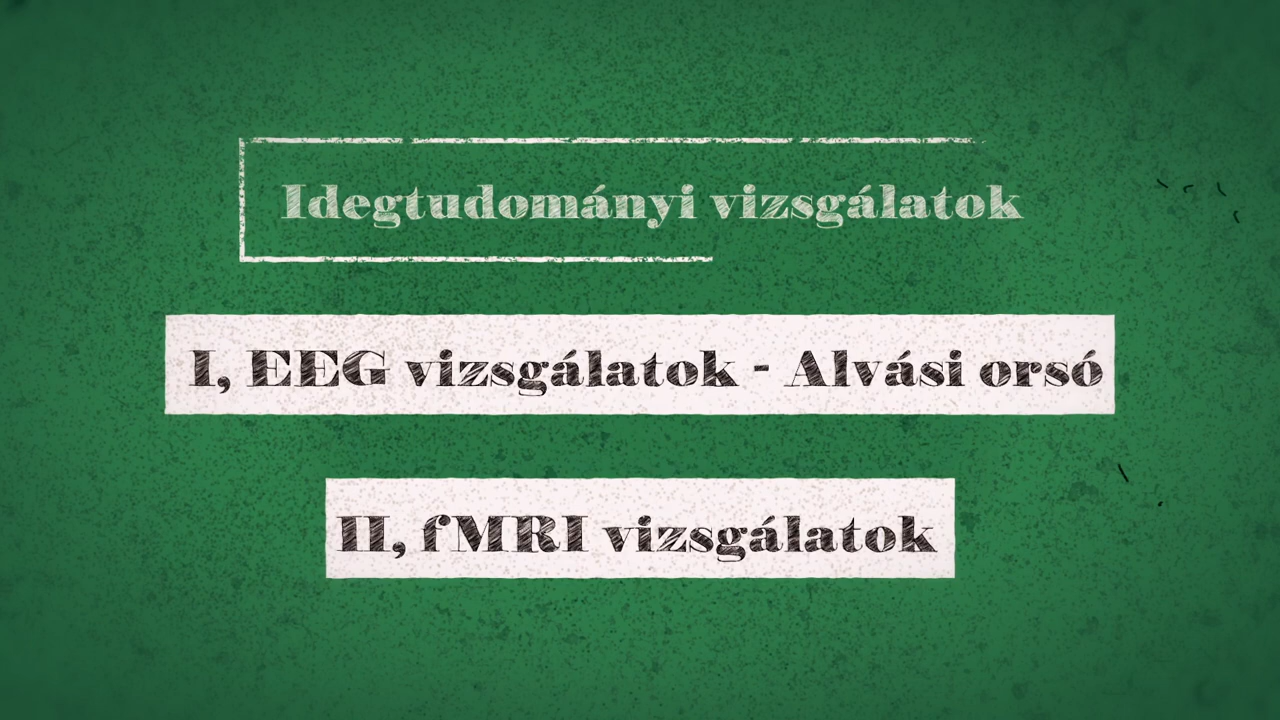 Idegtudományi vizsgálatok
I, EEG vizsgálatok - Alvási orsó
II, fMRI vizsgálatok